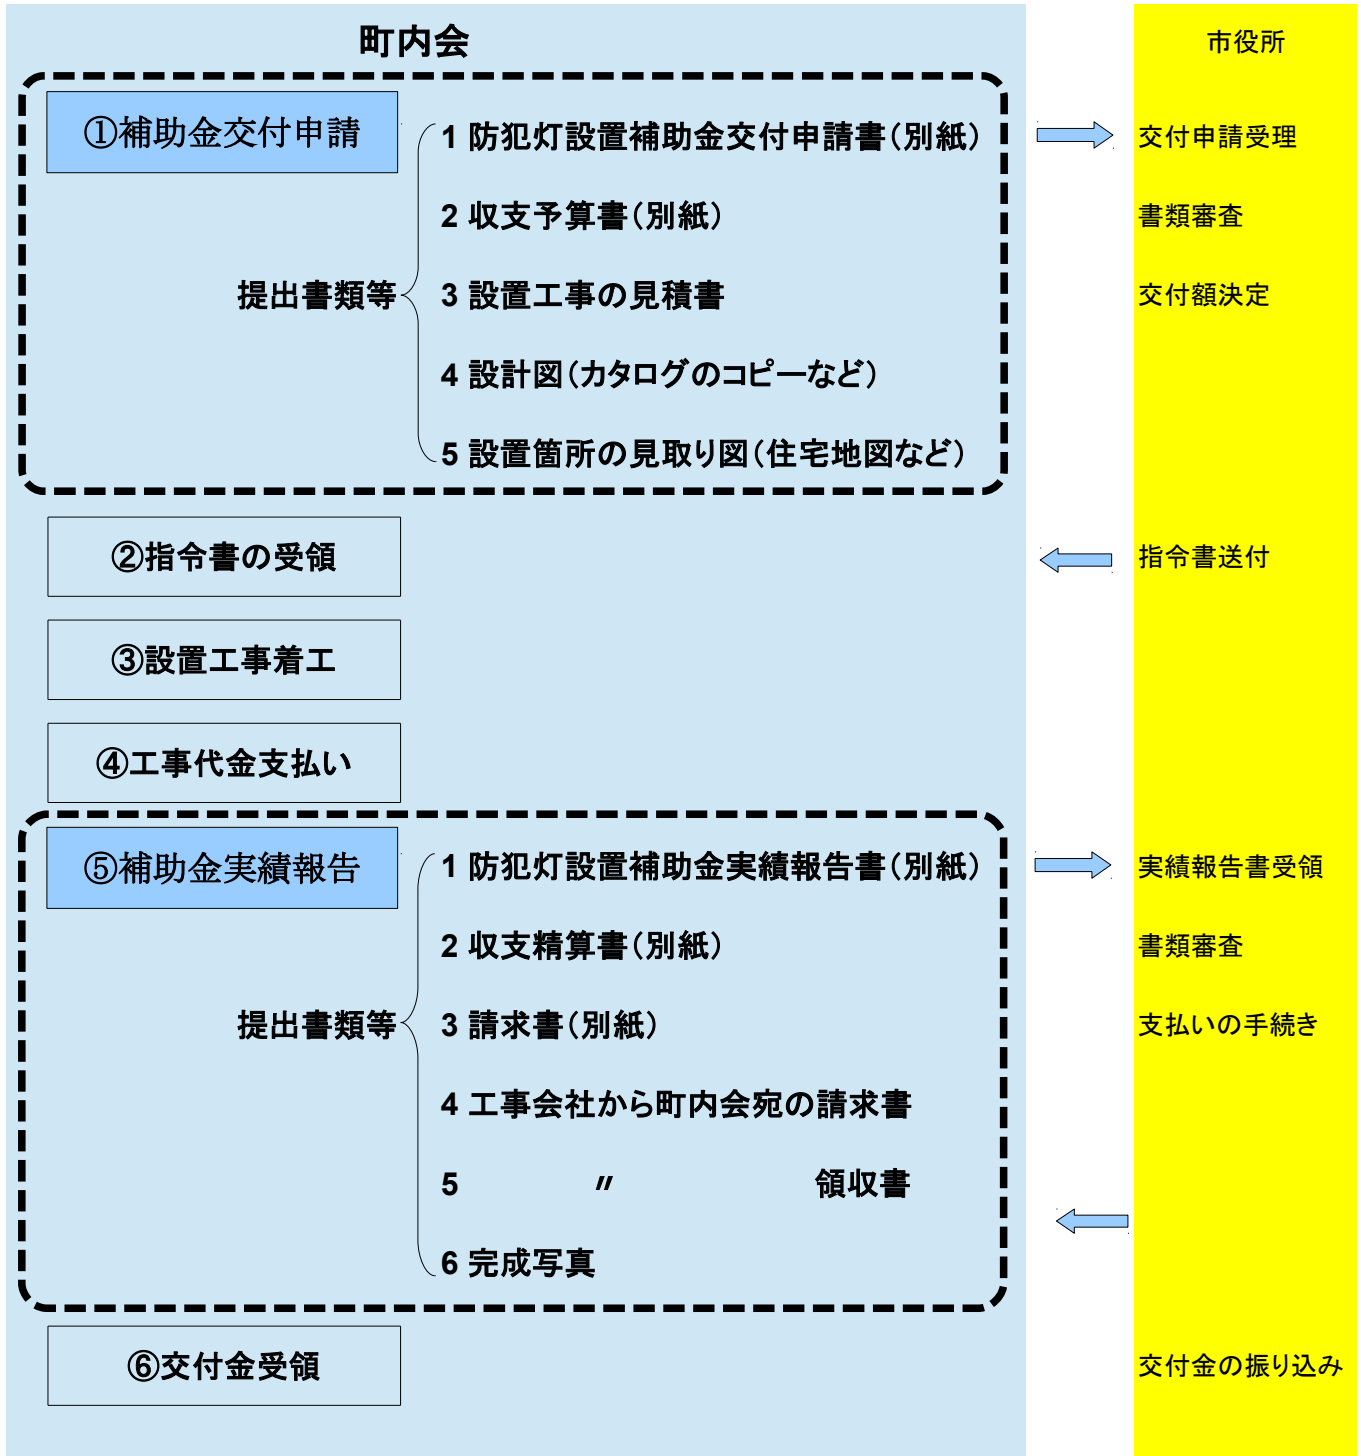 町内会 市役所
①補助金交付申請 1 防犯灯設置補助金交付申請書(別紙) 交付申請受理
2 収支予算書(別紙) 書類審査
提出書類等 3 設置工事の見積書 交付額決定
4 設計図(カタログのコピーなど)
5 設置箇所の見取り図(住宅地図など)
②指令書の受領 指令書送付
③設置工事着工
④工事代金支払い
⑤補助金実績報告 1 防犯灯設置補助金実績報告書(別紙) 実績報告書受領
2 収支精算書(別紙) 書類審査
提出書類等 3 請求書(別紙) 支払いの手続き
4 工事会社から町内会宛の請求書
5 〃 領収書
6 完成写真
⑥交付金受領 交付金の振り込み